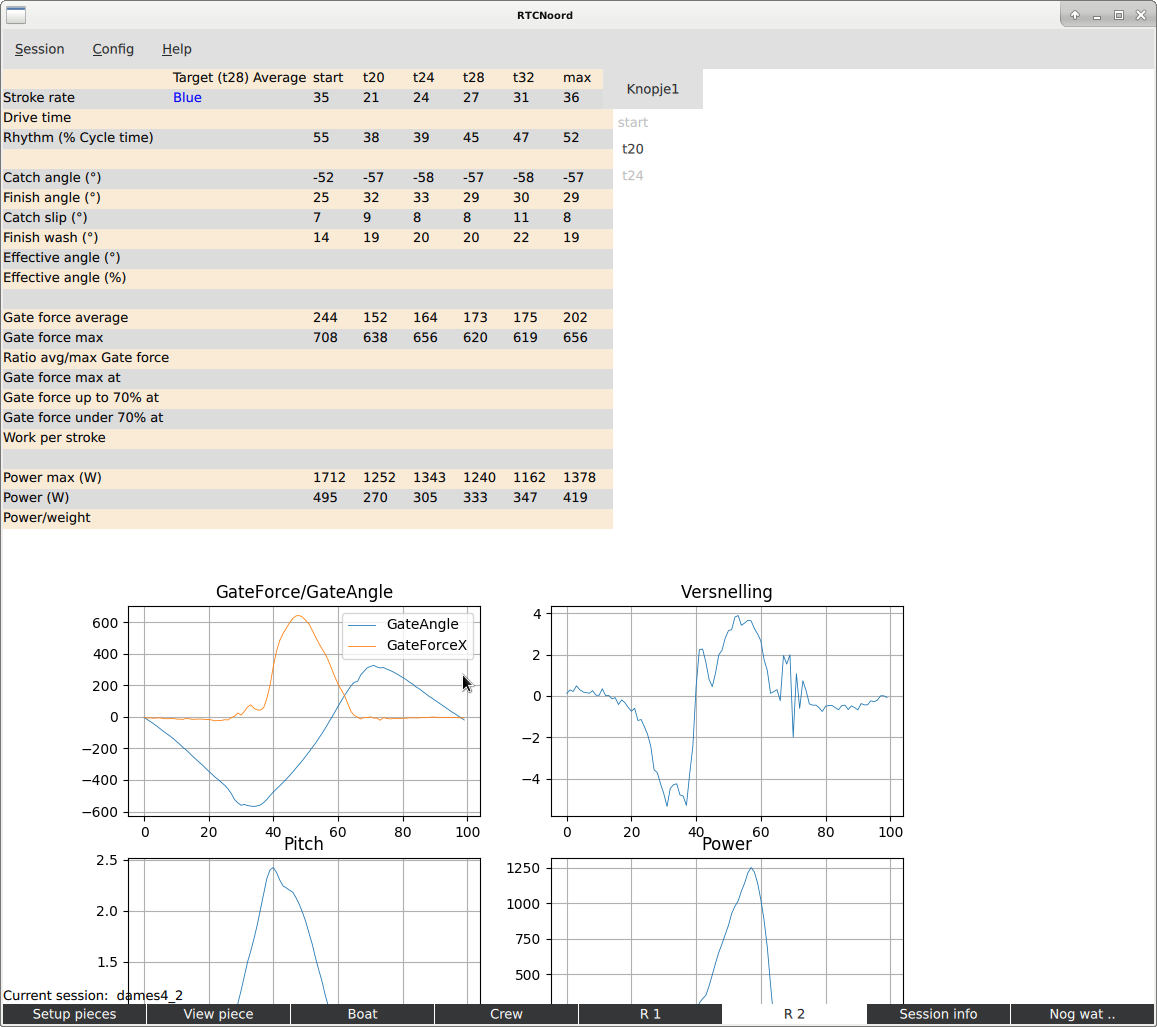 RTCNoord
Session Config Help
Target (t28) Average start t20 t24 t28 t32 max
Stroke rate Blue 35 21 24 27 31 36
Drive time
Rhythm (% Cycle time) 55 38 39 45 47 52
Catch angle (°) -52 -57 -58 -57 -58 -57
Finish angle (°) 25 32 33 29 30 29
Catch slip (°) 7 9 8 8 11 8
Finish wash (°) 14 19 20 20 22 19
Effective angle (°)
Effective angle (%)
Gate force average 244 152 164 173 175 202
Gate force max 708 638 656 620 619 656
Ratio avg/max Gate force
Gate force max at
Gate force up to 70% at
Gate force under 70% at
Work per stroke
Power max (W) 1712 1252 1343 1240 1162 1378
Power (W) 495 270 305 333 347 419
Power/weight
Knopje1
start
t20
t24
GateForce/GateAngle
GateAngle
GateForceX
600
400
200
0
−200
−400
−600
0 20 40 60 80 100
Versnelling
4
2
0
−2
−4
0 20 40 60 80 100
Pitch
2.5
2.0
1.5
Power
1250
1000
750
500
Current session: dames4_2
Setup pieces View piece Boat Crew R 1 R 2 Session info Nog wat ..